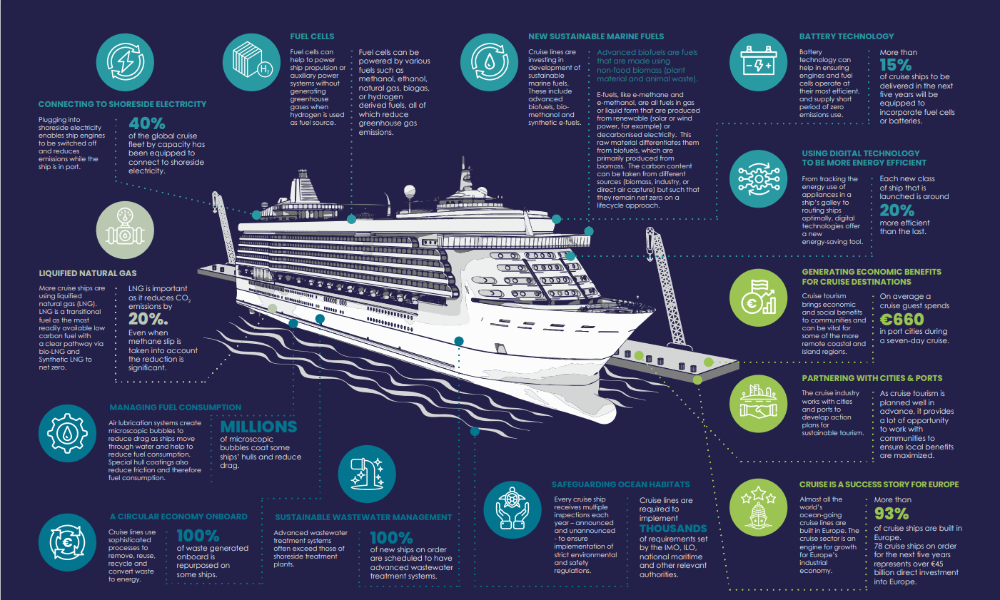 CONNECTING TO SHORESIDE ELECTRICITY
Plugging into
shoreside electricity
enables ship engines
to be switched off
and reduces
emissions while the
ship is in port.
40%
of the global cruise
fleet by capacity has
been equipped to
connect to shoreside
electricity.
FUEL CELLS
H2
Fuel cells can
help to power
ship propulsion or
auxiliary power
systems without
generating
greenhouse
gases when
hydrogen is used
as fuel source.
Fuel cells can be
powered by various
fuels such as
methanol, ethanol,
natural gas, biogas,
or hydrogen
derived fuels, all of
which reduce
greenhouse gas
emissions.
NEW SUSTAINABLE MARINE FUELS
Cruise lines are
investing in
development of
sustainable
marine fuels.
These include
advanced
biofuels, bio-
methanol and
synthetic e-fuels.
Advanced biofuels are fuels
that are made using
non-food biomass (plant
material and animal waste).
E-fuels, like e-methane and
e-methanol, are all fuels in gas
or liquid form that are produced
from renewable (solar or wind
power, for example) or
decarbonised electricity. This
raw material differentiates them
from biofuels, which are
primarily produced from
biomass. The carbon content
can be taken from different
sources (biomass, industry, or
direct air capture) but such that
they remain net zero on a
lifecycle approach.
BATTERY TECHNOLOGY
Battery
technology can
help in ensuring
engines and fuel
cells operate at
their most efficient,
and supply short
period of zero
emissions use.
More than
15%
of cruise ships to be
delivered in the next
five years will be
equipped to
incorporate fuel cells
or batteries.
USING DIGITAL TECHNOLOGY
TO BE MORE ENERGY EFFICIENT
From tracking the
energy use of
appliances in a
ship's galley to
routing ships
optimally, digital
technologies offer
a new
energy-saving tool.
Each new class
of ship that is
launched is around
20%
more efficient
than the last.
LIQUIFIED NATURAL GAS
More cruise ships are
using liquified
natural gas (LNG).
LNG is a transitional
fuel as the most
readily available low
carbon fuel with
a clear pathway via
bio-LNG and
Synthetic LNG to
net zero.
LNG is important
as it reduces CO2
emissions by
20%.
Even when
methane slip is
taken into account
the reduction is
significant.
GENERATING ECONOMIC BENEFITS
FOR CRUISE DESTINATIONS
€
Cruise tourism
brings economic
and social benefits
to communities and
can be vital for
some of the more
remote coastal and
island regions.
On average a
cruise guest spends
€660
in port cities during
a seven-day cruise.
PARTNERING WITH CITIES & PORTS
The cruise industry
works with cities
and ports to
develop action
plans for
sustainable tourism.
As cruise tourism is
planned well in
advance, it provides
a lot of opportunity
to work with
communities to
ensure local benefits
are maximized.
MANAGING FUEL CONSUMPTION
Air lubrication systems create
microscopic bubbles to
reduce drag as ships move
through water and help to
reduce fuel consumption.
Special hull coatings also
reduce friction and therefore
fuel consumption.
MILLIONS
of microscopic
bubbles coat some
ships' hulls and reduce
drag.
A CIRCULAR ECONOMY ONBOARD
€
Cruise lines use
sophisticated
processes to
remove, reuse,
recycle and
convert waste
to energy.
100%
of waste generated
onboard is
repurposed on
some ships.
SUSTAINABLE WASTEWATER MANAGEMENT
Advanced wastewater
treatment systems
often exceed those of
shoreside treatment
plants.
100%
of new ships on order
are scheduled to have
advanced wastewater
treatment systems.
SAFEGUARDING OCEAN HABITATS
Every cruise ship
receives multiple
inspections each
year – announced
and unannounced
- to ensure
implementation of
strict environmental
and safety
regulations.
Cruise lines are
required to
implement
THOUSANDS
of requirements set
by the IMO, ILO,
national maritime
and other relevant
authorities.
CRUISE IS A SUCCESS STORY FOR EUROPE
Almost all the
world's
ocean-going
cruise lines are
built in Europe. The
cruise sector is an
engine for growth
for Europe's
industrial
economy.
More than
93%
of cruise ships are built in
Europe.
78 cruise ships on order
for the next five years
represents over €45
billion direct investment
into Europe.